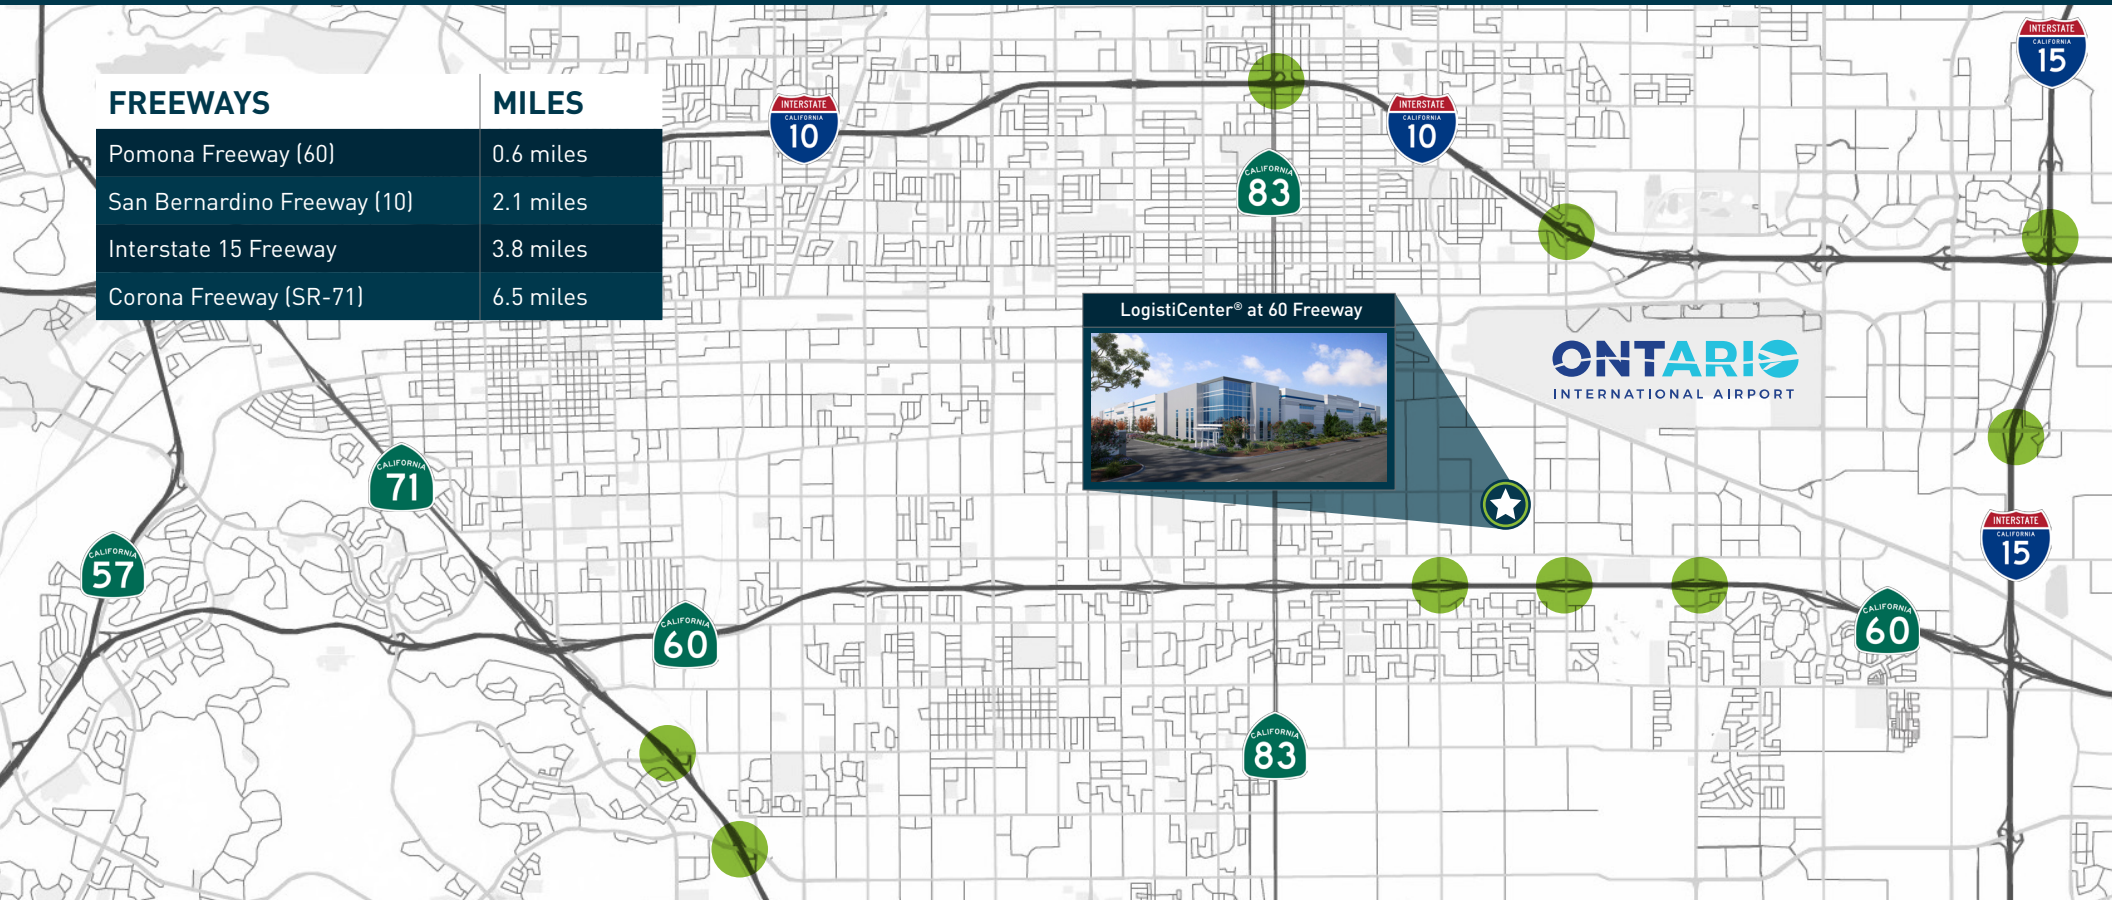 FREEWAYS MILES
Pomona Freeway (60) 0.6 miles
San Bernardino Freeway (10) 2.1 miles
Interstate 15 Freeway 3.8 miles
Corona Freeway (SR-71) 6.5 miles
INTERSTATE
CALIFORNIA
10
INTERSTATE
CALIFORNIA
10
INTERSTATE
CALIFORNIA
15
CALIFORNIA
83
LogistiCenter® at 60 Freeway
ONTARIO
INTERNATIONAL AIRPORT
CALIFORNIA
71
CALIFORNIA
57
INTERSTATE
CALIFORNIA
15
CALIFORNIA
60
CALIFORNIA
60
CALIFORNIA
83